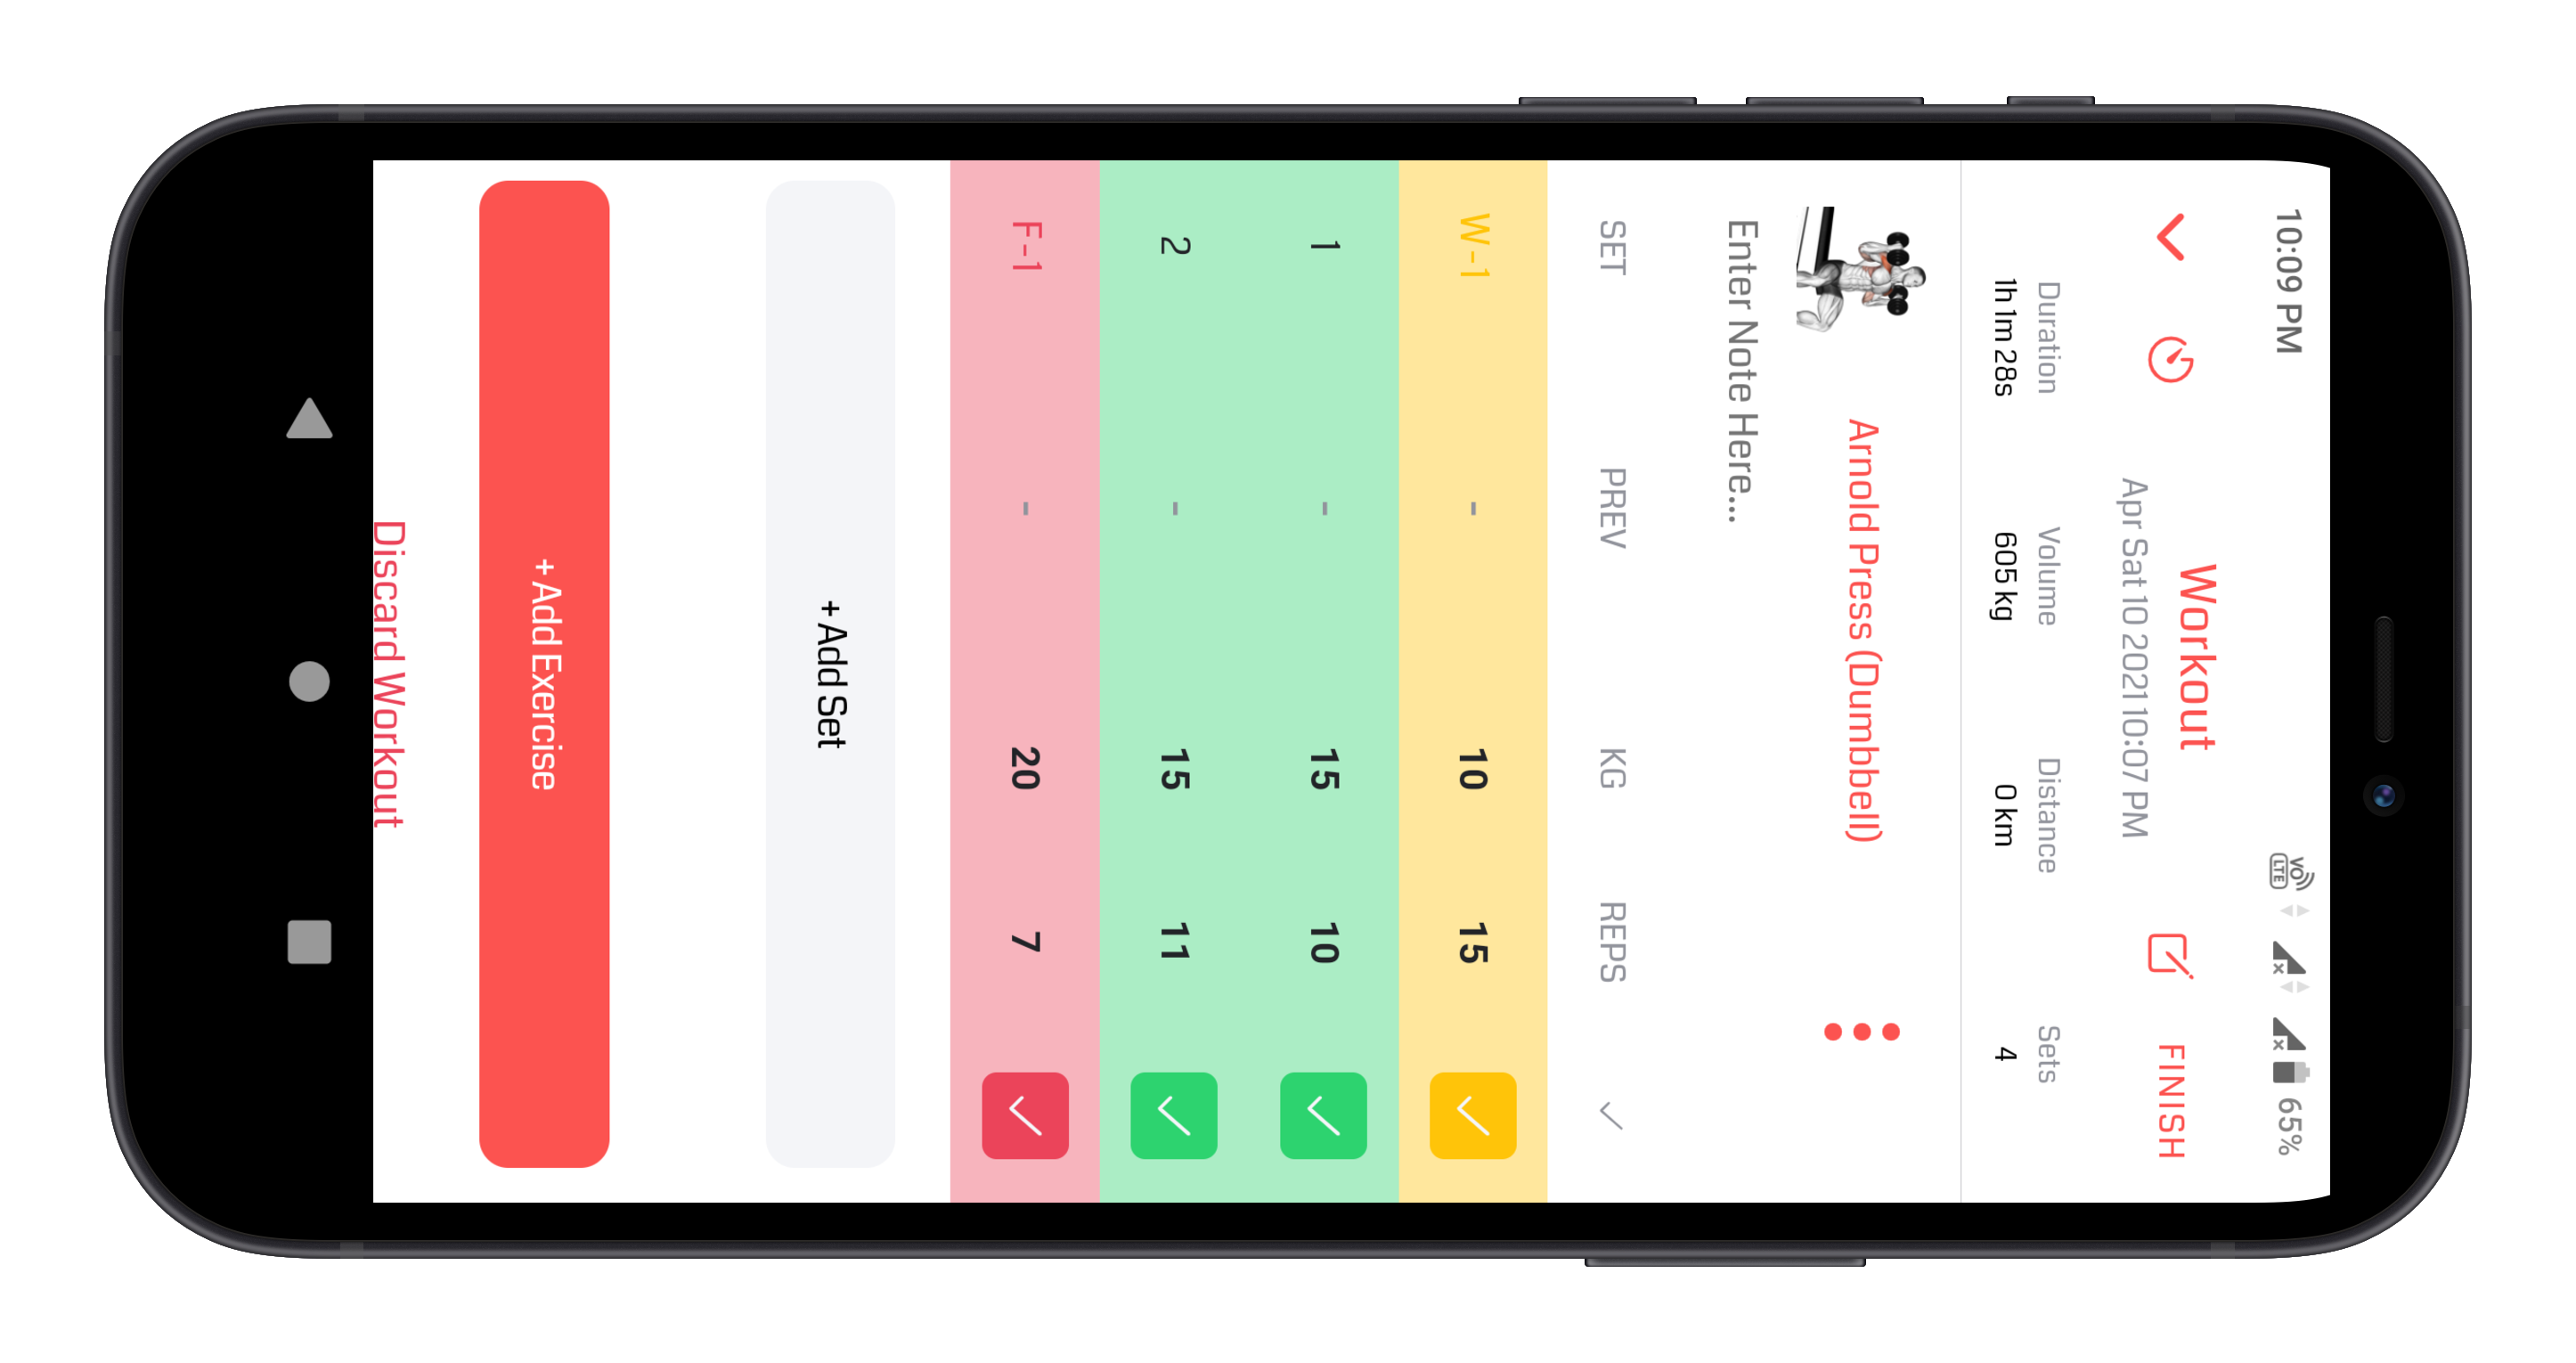 10:09 PM VO LTE 65%
Workout FINISH
Apr Sat 10 2021 10:07 PM
Duration Volume Distance Sets
1h 1m 28s 605 kg 0 km 4
Arnold Press (Dumbbell)
Enter Note Here...
SET PREV KG REPS
W-1 - 10 15
1 - 15 10
2 - 15 11
F-1 - 20 7
+ Add Set
+ Add Exercise
Discard Workout